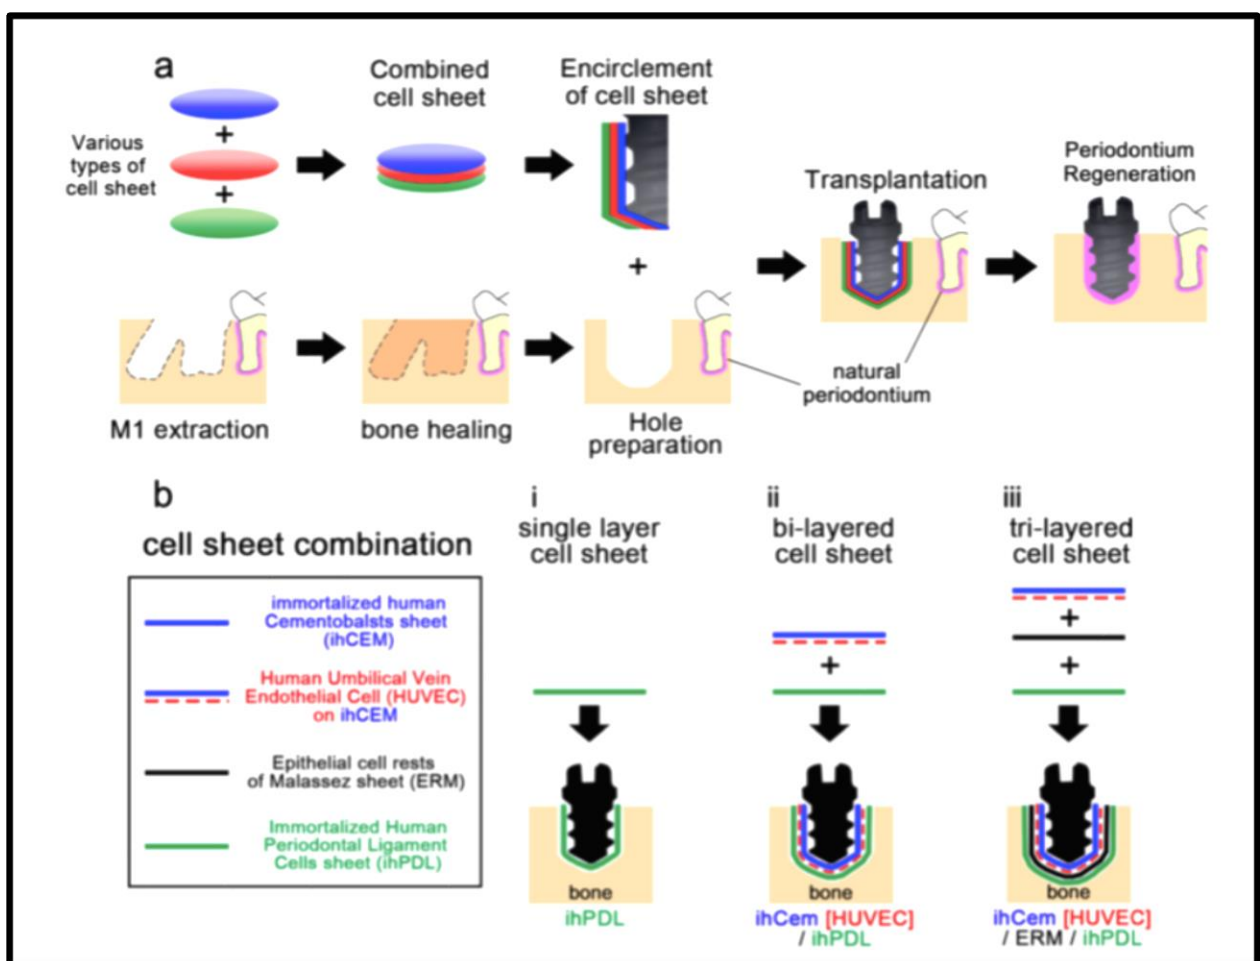 a
Various
types of
cell sheet
+
+
Combined
cell sheet
Encirclement
of cell sheet
+
Transplantation
Periodontium
Regeneration
M1 extraction
bone healing
Hole
preparation
natural
periodontium
b
cell sheet combination
immortalized human
Cementobalsts sheet
(ihCEM)
Human Umbilical Vein
Endothelial Cell (HUVEC)
on ihCEM
Epithelial cell rests
of Malassez sheet (ERM)
Immortalized Human
Periodontal Ligament
Cells sheet (ihPDL)
i
single layer
cell sheet
bone
ihPDL
ii
bi-layered
cell sheet
+
bone
ihCem [HUVEC]
/ ihPDL
iii
tri-layered
cell sheet
+
+
bone
ihCem [HUVEC]
/ ERM / ihPDL